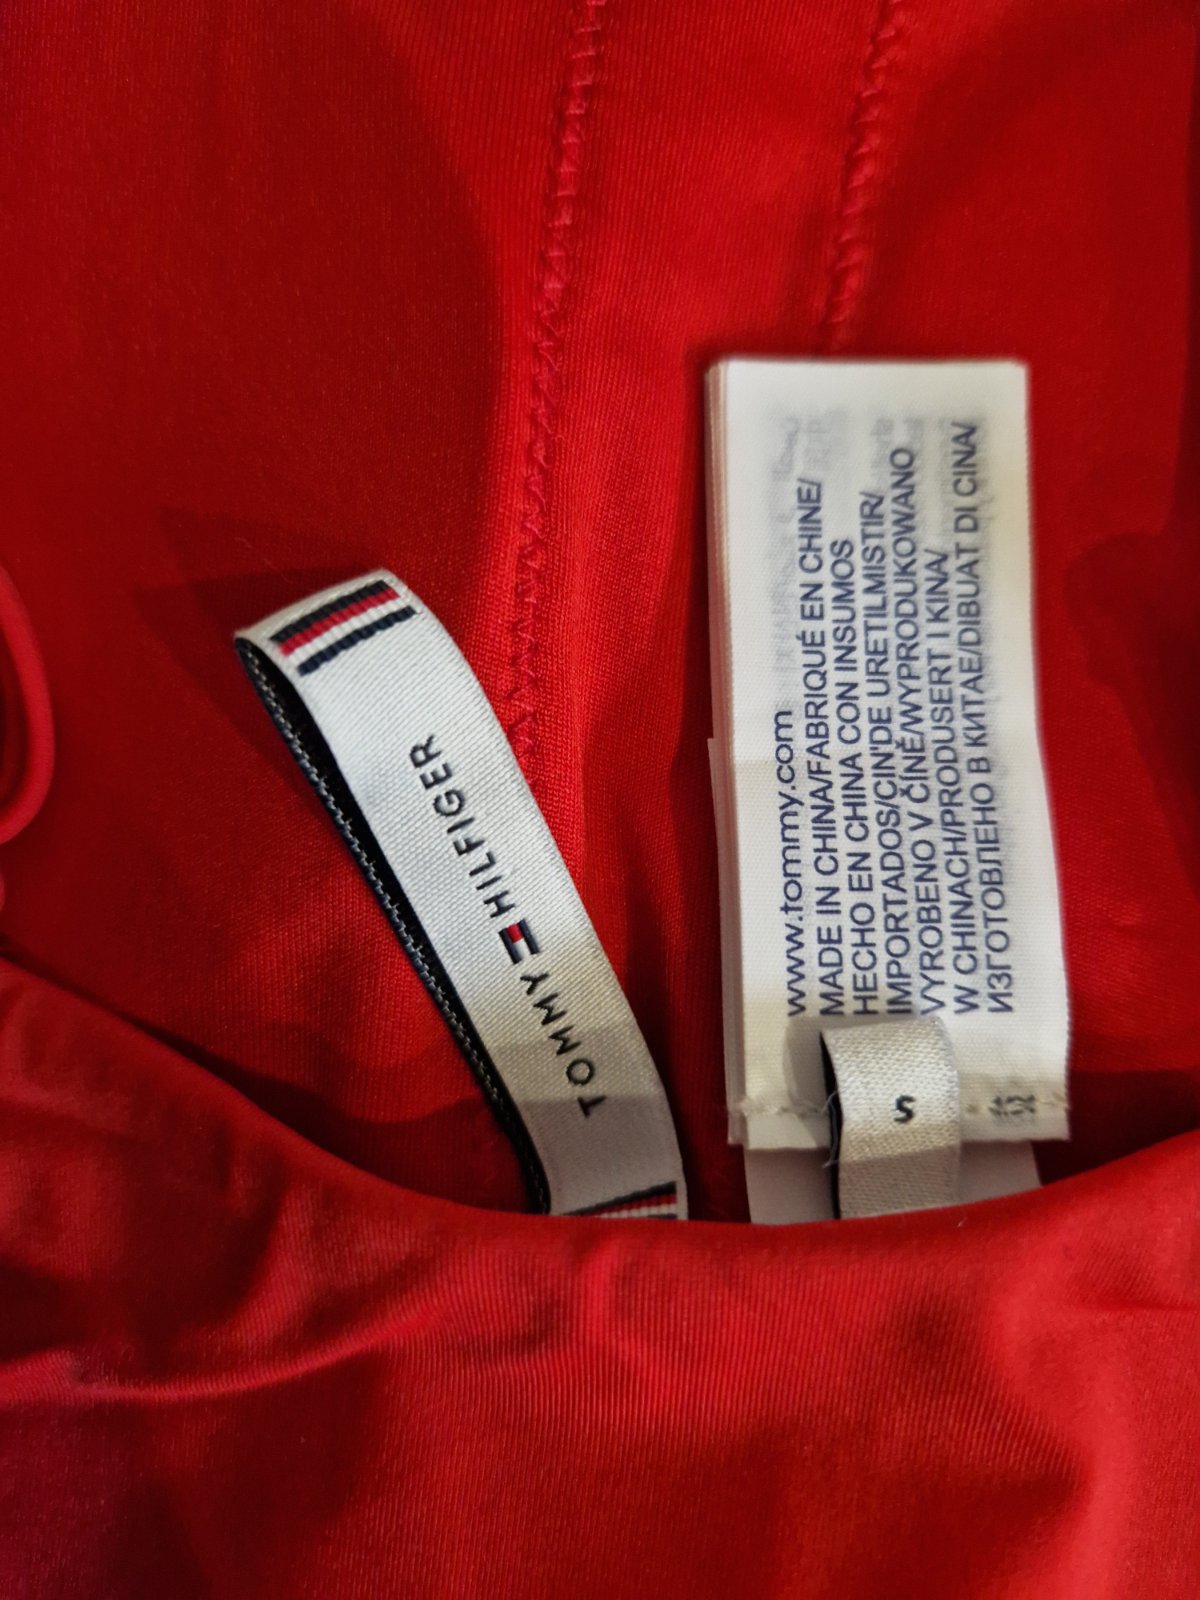 TOMMY HILFIGER
www.tommy.com
MADE IN CHINA/FABRIQUÉ EN CHINE/
HECHO EN CHINA CON INSUMOS
IMPORTADOS/CIN'DE URETILMISTIR/
VYROBENO V ČÍNĚ/WYPRODUKOWANO
W CHINACH/PRODUSERT I KINA/
ИЗГОТОВЛЕНО В КИТАЕ/DIBUAT DI CINA/
S